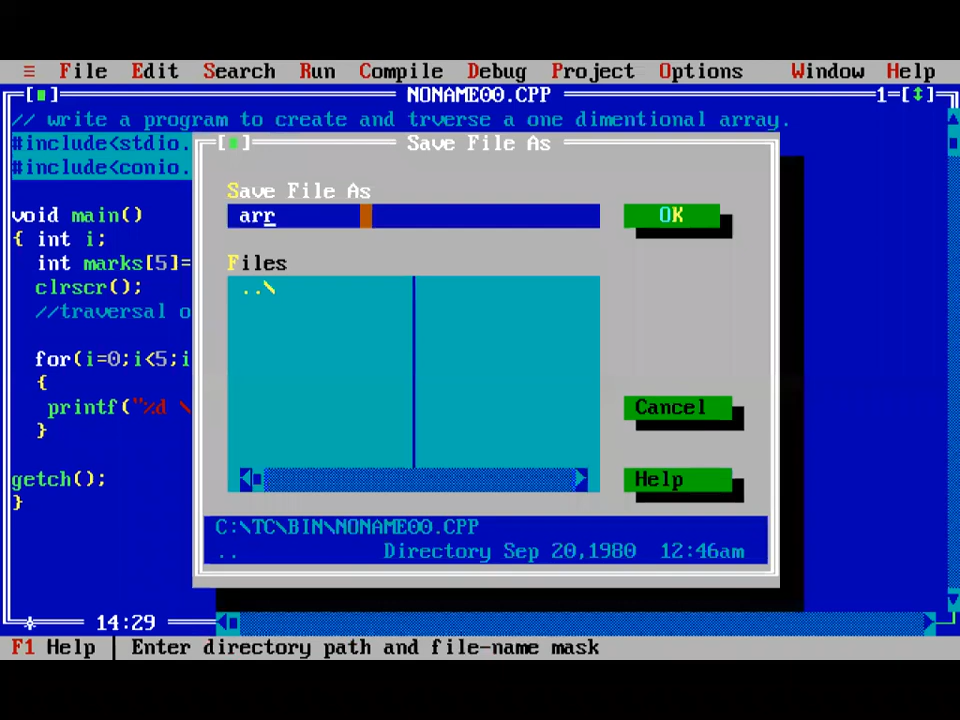 ≡ File Edit Search Run Compile Debug Project Options Window Help
[■] NONAME00.CPP 1=[↕]
// write a program to create and trverse a one dimentional array.
#include<stdio.
#include<conio.
void main()
{ int i;
int marks[5]=
clrscr();
//traversal o
for(i=0;i<5;i
{
printf("%d \
}
getch();
}
[■] Save File As
Save File As
arr
OK
Files
..\
Cancel
Help
C:\TC\BIN\NONAME00.CPP
.. Directory Sep 20,1980 12:46am
14:29
F1 Help │ Enter directory path and file-name mask